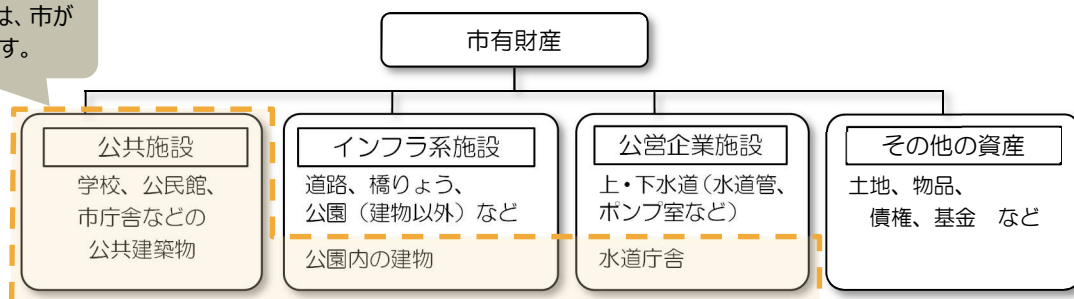 は、市が
す。
市有財産
公共施設
学校、公民館、
市庁舎などの
公共建築物
インフラ系施設
道路、橋りょう、
公園（建物以外）など
公園内の建物
公営企業施設
上・下水道（水道管、
ポンプ室など）
水道庁舎
その他の資産
土地、物品、
債権、基金　など